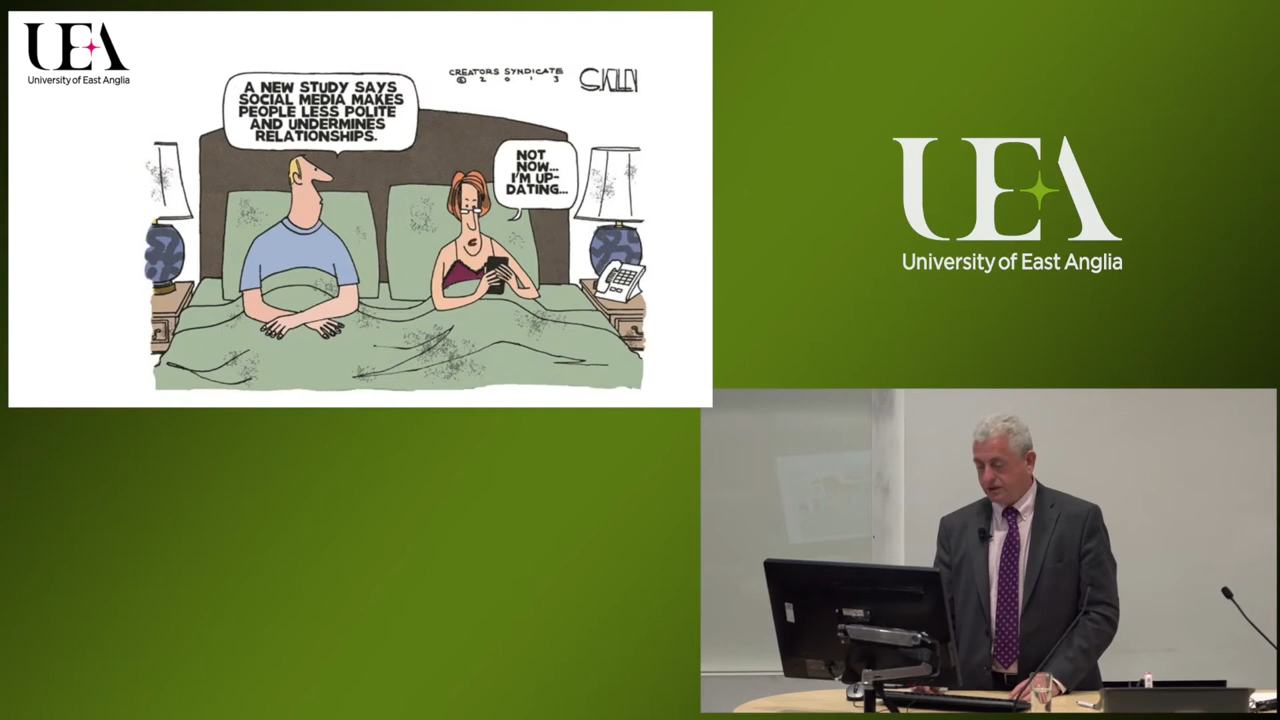 UEA
University of East Anglia
CREATORS SYNDICATE
© 2013
A NEW STUDY SAYS
SOCIAL MEDIA MAKES
PEOPLE LESS POLITE
AND UNDERMINES
RELATIONSHIPS.
NOT
NOW...
I'M UP-
DATING...
UEA
University of East Anglia